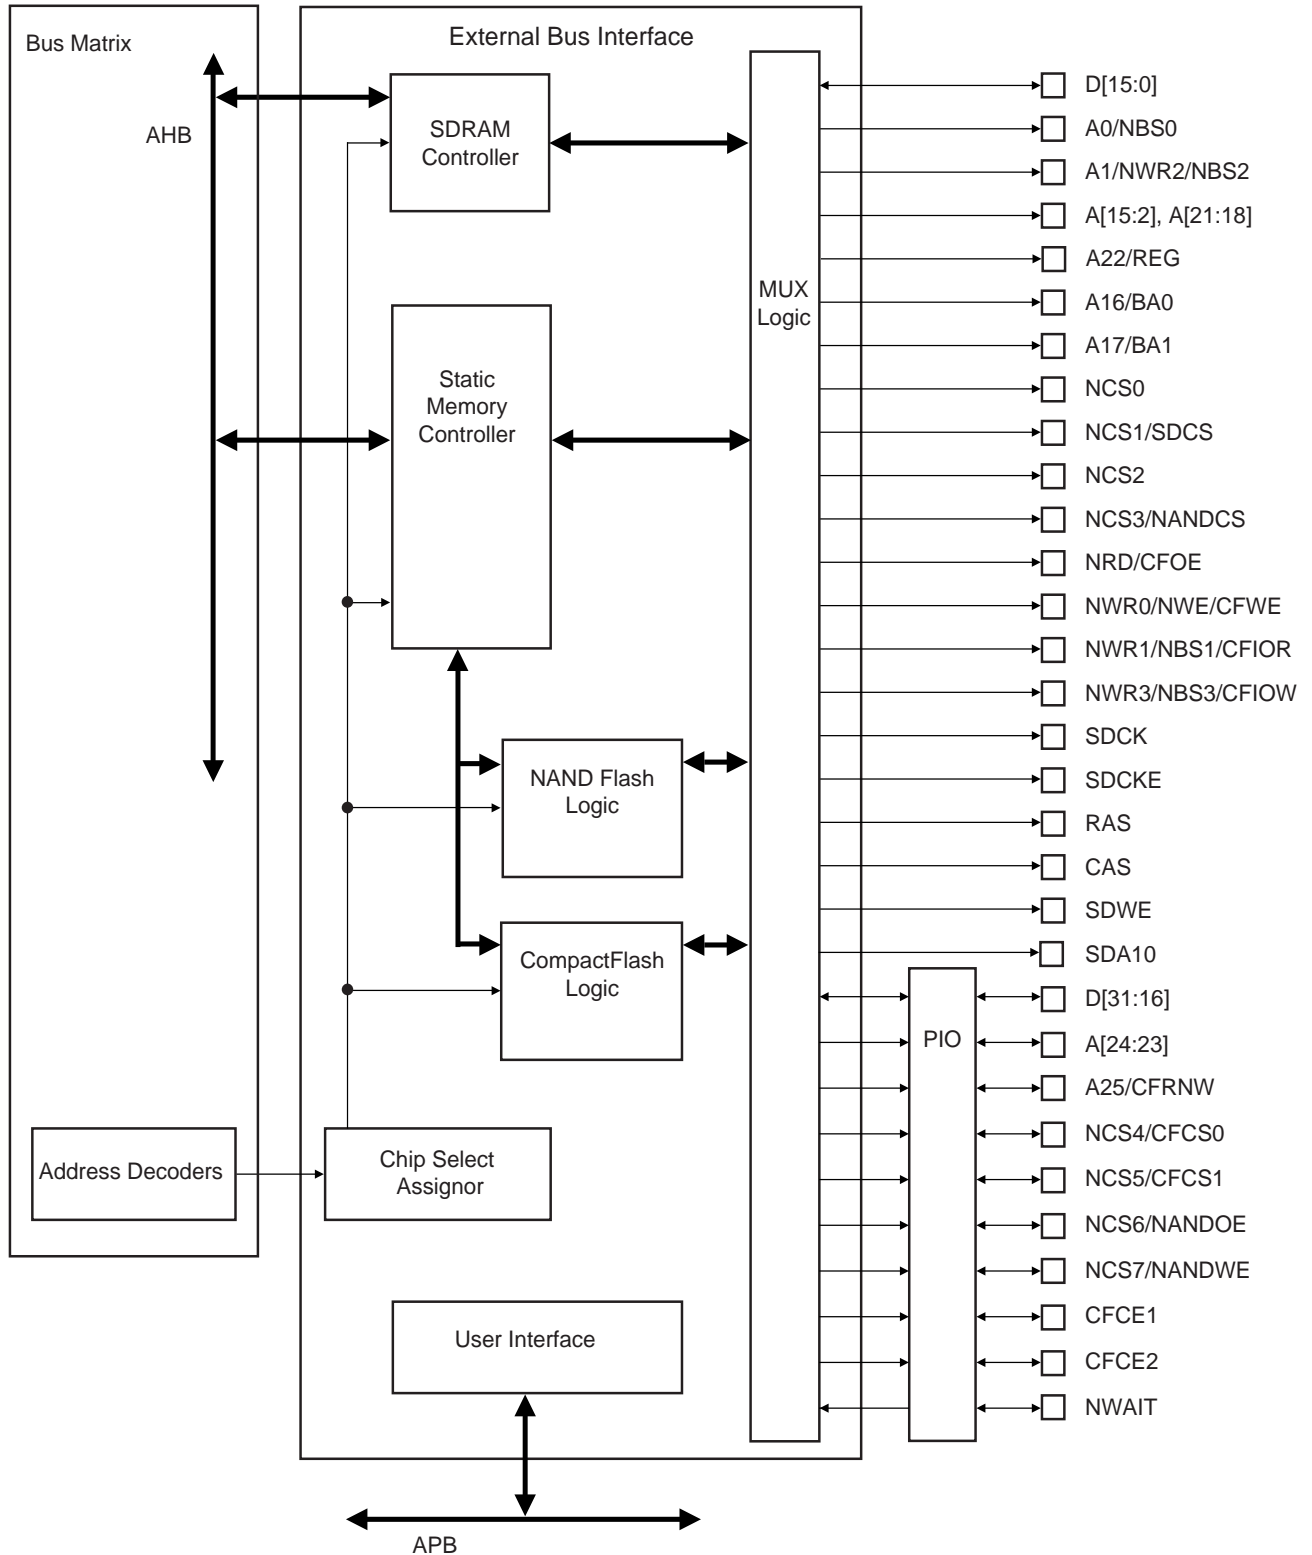 Bus Matrix
External Bus Interface
AHB
SDRAM
Controller
Static
Memory
Controller
NAND Flash
Logic
CompactFlash
Logic
Address Decoders
Chip Select
Assignor
User Interface
APB
MUX
Logic
PIO
D[15:0]
A0/NBS0
A1/NWR2/NBS2
A[15:2], A[21:18]
A22/REG
A16/BA0
A17/BA1
NCS0
NCS1/SDCS
NCS2
NCS3/NANDCS
NRD/CFOE
NWR0/NWE/CFWE
NWR1/NBS1/CFIOR
NWR3/NBS3/CFIOW
SDCK
SDCKE
RAS
CAS
SDWE
SDA10
D[31:16]
A[24:23]
A25/CFRNW
NCS4/CFCS0
NCS5/CFCS1
NCS6/NANDOE
NCS7/NANDWE
CFCE1
CFCE2
NWAIT